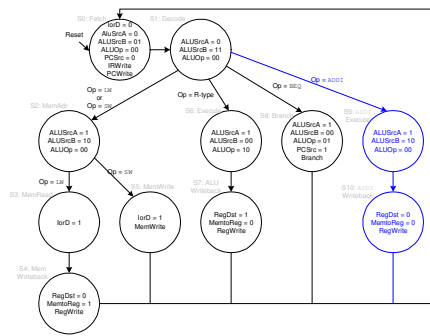 S0: Fetch
IorD = 0
AluSrcA = 0
ALUSrcB = 01
ALUOp = 00
PCSrc = 0
IRWrite
PCWrite
Reset
S1: Decode
ALUSrcA = 0
ALUSrcB = 11
ALUOp = 00
Op = LW
or
Op = SW
Op = R-type
Op = BEQ
Op = ADDI
S2: MemAdr
ALUSrcA = 1
ALUSrcB = 10
ALUOp = 00
S6: Execute
ALUSrcA = 1
ALUSrcB = 00
ALUOp = 10
S8: Branch
ALUSrcA = 1
ALUSrcB = 00
ALUOp = 01
PCSrc = 1
Branch
S9: ADDI
Execute
ALUSrcA = 1
ALUSrcB = 10
ALUOp = 00
Op = LW
Op = SW
S3: MemRead
IorD = 1
S5: MemWrite
IorD = 1
MemWrite
S7: ALU
Writeback
RegDst = 1
MemtoReg = 0
RegWrite
S10: ADDI
Writeback
RegDst = 0
MemtoReg = 0
RegWrite
S4: Mem
Writeback
RegDst = 0
MemtoReg = 1
RegWrite